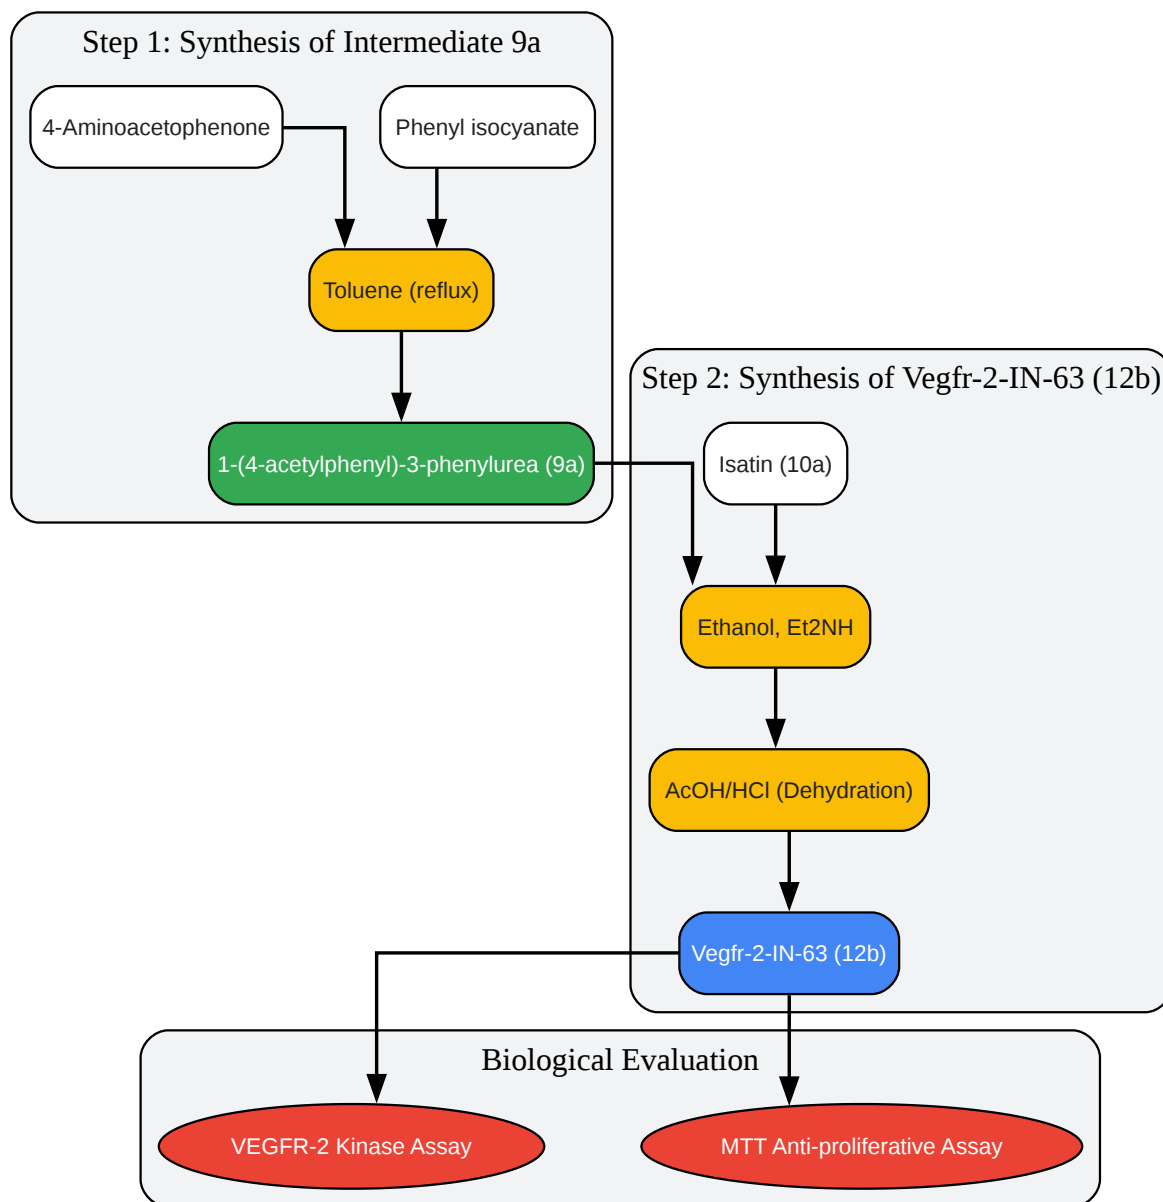 Step 1: Synthesis of Intermediate 9a
4-Aminoacetophenone
Phenyl isocyanate
Toluene (reflux)
1-(4-acetylphenyl)-3-phenylurea (9a)
Step 2: Synthesis of Vegfr-2-IN-63 (12b)
Isatin (10a)
Ethanol, Et2NH
AcOH/HCl (Dehydration)
Vegfr-2-IN-63 (12b)
Biological Evaluation
VEGFR-2 Kinase Assay
MTT Anti-proliferative Assay